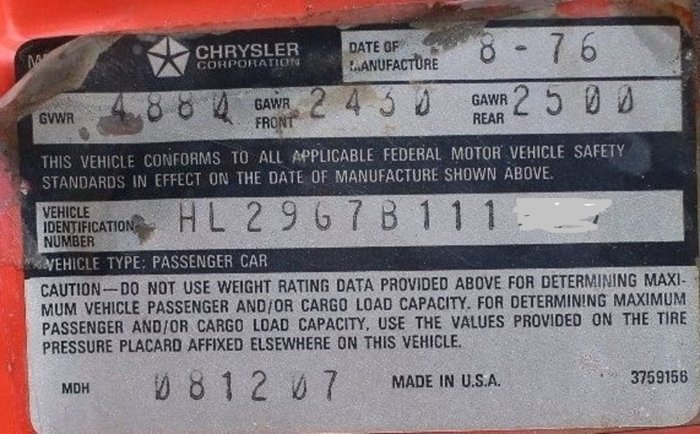 CHRYSLER
CORPORATION
DATE OF
MANUFACTURE 8-76
GVWR 4880 GAWR
FRONT 2430 GAWR
REAR 2500
THIS VEHICLE CONFORMS TO ALL APPLICABLE FEDERAL MOTOR VEHICLE SAFETY
STANDARDS IN EFFECT ON THE DATE OF MANUFACTURE SHOWN ABOVE.
VEHICLE
IDENTIFICATION
NUMBER HL29G7B111
VEHICLE TYPE: PASSENGER CAR
CAUTION—DO NOT USE WEIGHT RATING DATA PROVIDED ABOVE FOR DETERMINING MAXI-
MUM VEHICLE PASSENGER AND/OR CARGO LOAD CAPACITY. FOR DETERMINING MAXIMUM
PASSENGER AND/OR CARGO LOAD CAPACITY, USE THE VALUES PROVIDED ON THE TIRE
PRESSURE PLACARD AFFIXED ELSEWHERE ON THIS VEHICLE.
MDH 081207 MADE IN U.S.A. 3759156